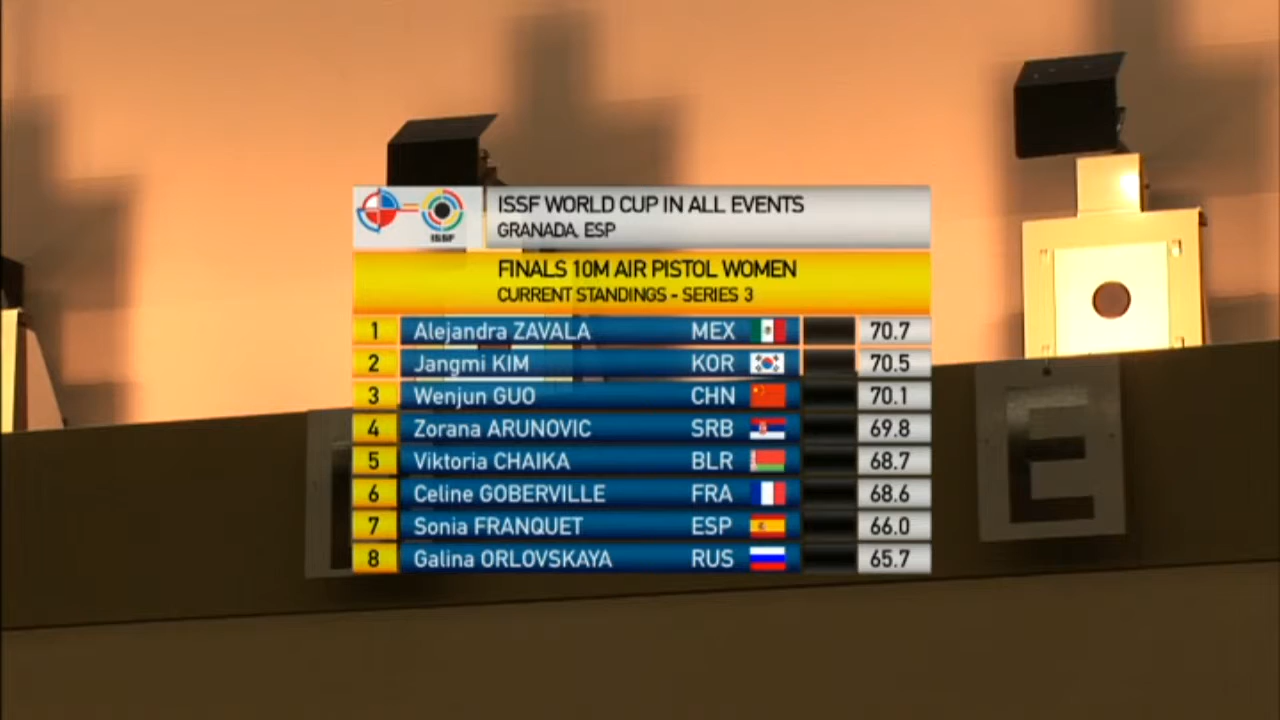 ISSF
ISSF WORLD CUP IN ALL EVENTS
GRANADA, ESP
FINALS 10M AIR PISTOL WOMEN
CURRENT STANDINGS - SERIES 3
1 Alejandra ZAVALA MEX 70.7
2 Jangmi KIM KOR 70.5
3 Wenjun GUO CHN 70.1
4 Zorana ARUNOVIC SRB 69.8
5 Viktoria CHAIKA BLR 68.7
6 Celine GOBERVILLE FRA 68.6
7 Sonia FRANQUET ESP 66.0
8 Galina ORLOVSKAYA RUS 65.7
E